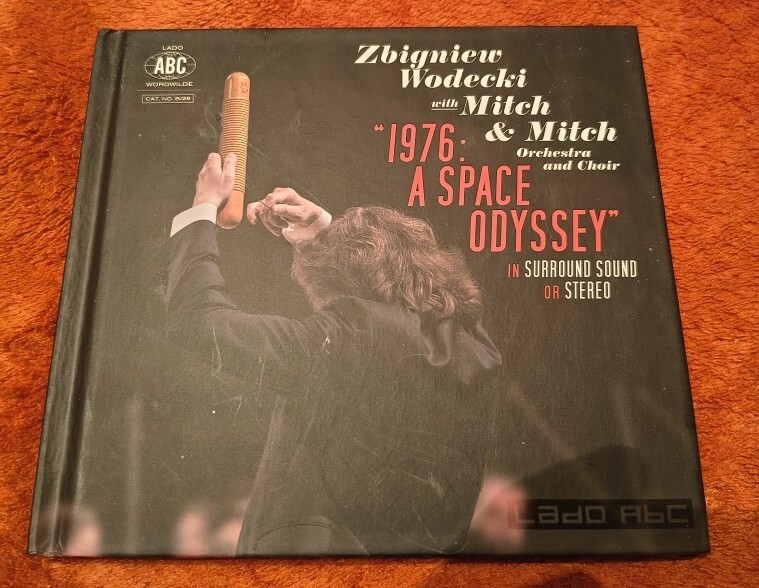 LADO
ABC
WORDWILDE
CAT. NO. B/28
Zbigniew
Wodecki
with Mitch
& Mitch
Orchestra
and Choir
"1976:
A SPACE
ODYSSEY"
IN SURROUND SOUND
OR STEREO
Lado AbC